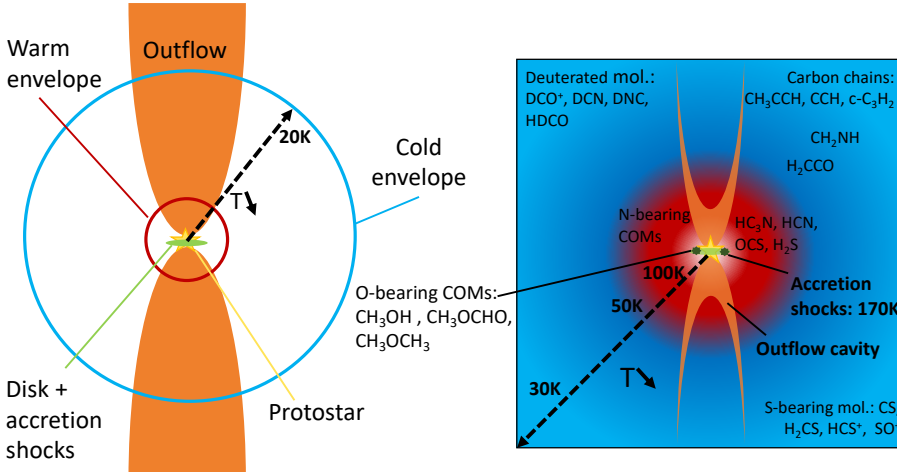 Outflow
Warm
envelope
20K
T
Cold
envelope
Disk +
accretion
shocks
Protostar
Deuterated mol.:
DCO⁺, DCN, DNC,
HDCO
Carbon chains:
CH₃CCH, CCH, c-C₃H₂
CH₂NH
H₂CCO
N-bearing
COMs
HC₃N, HCN,
OCS, H₂S
O-bearing COMs:
CH₃OH , CH₃OCHO,
CH₃OCH₃
100K
50K
30K
T
Accretion
shocks: 170K
Outflow cavity
S-bearing mol.: CS,
H₂CS, HCS⁺, SO⁺